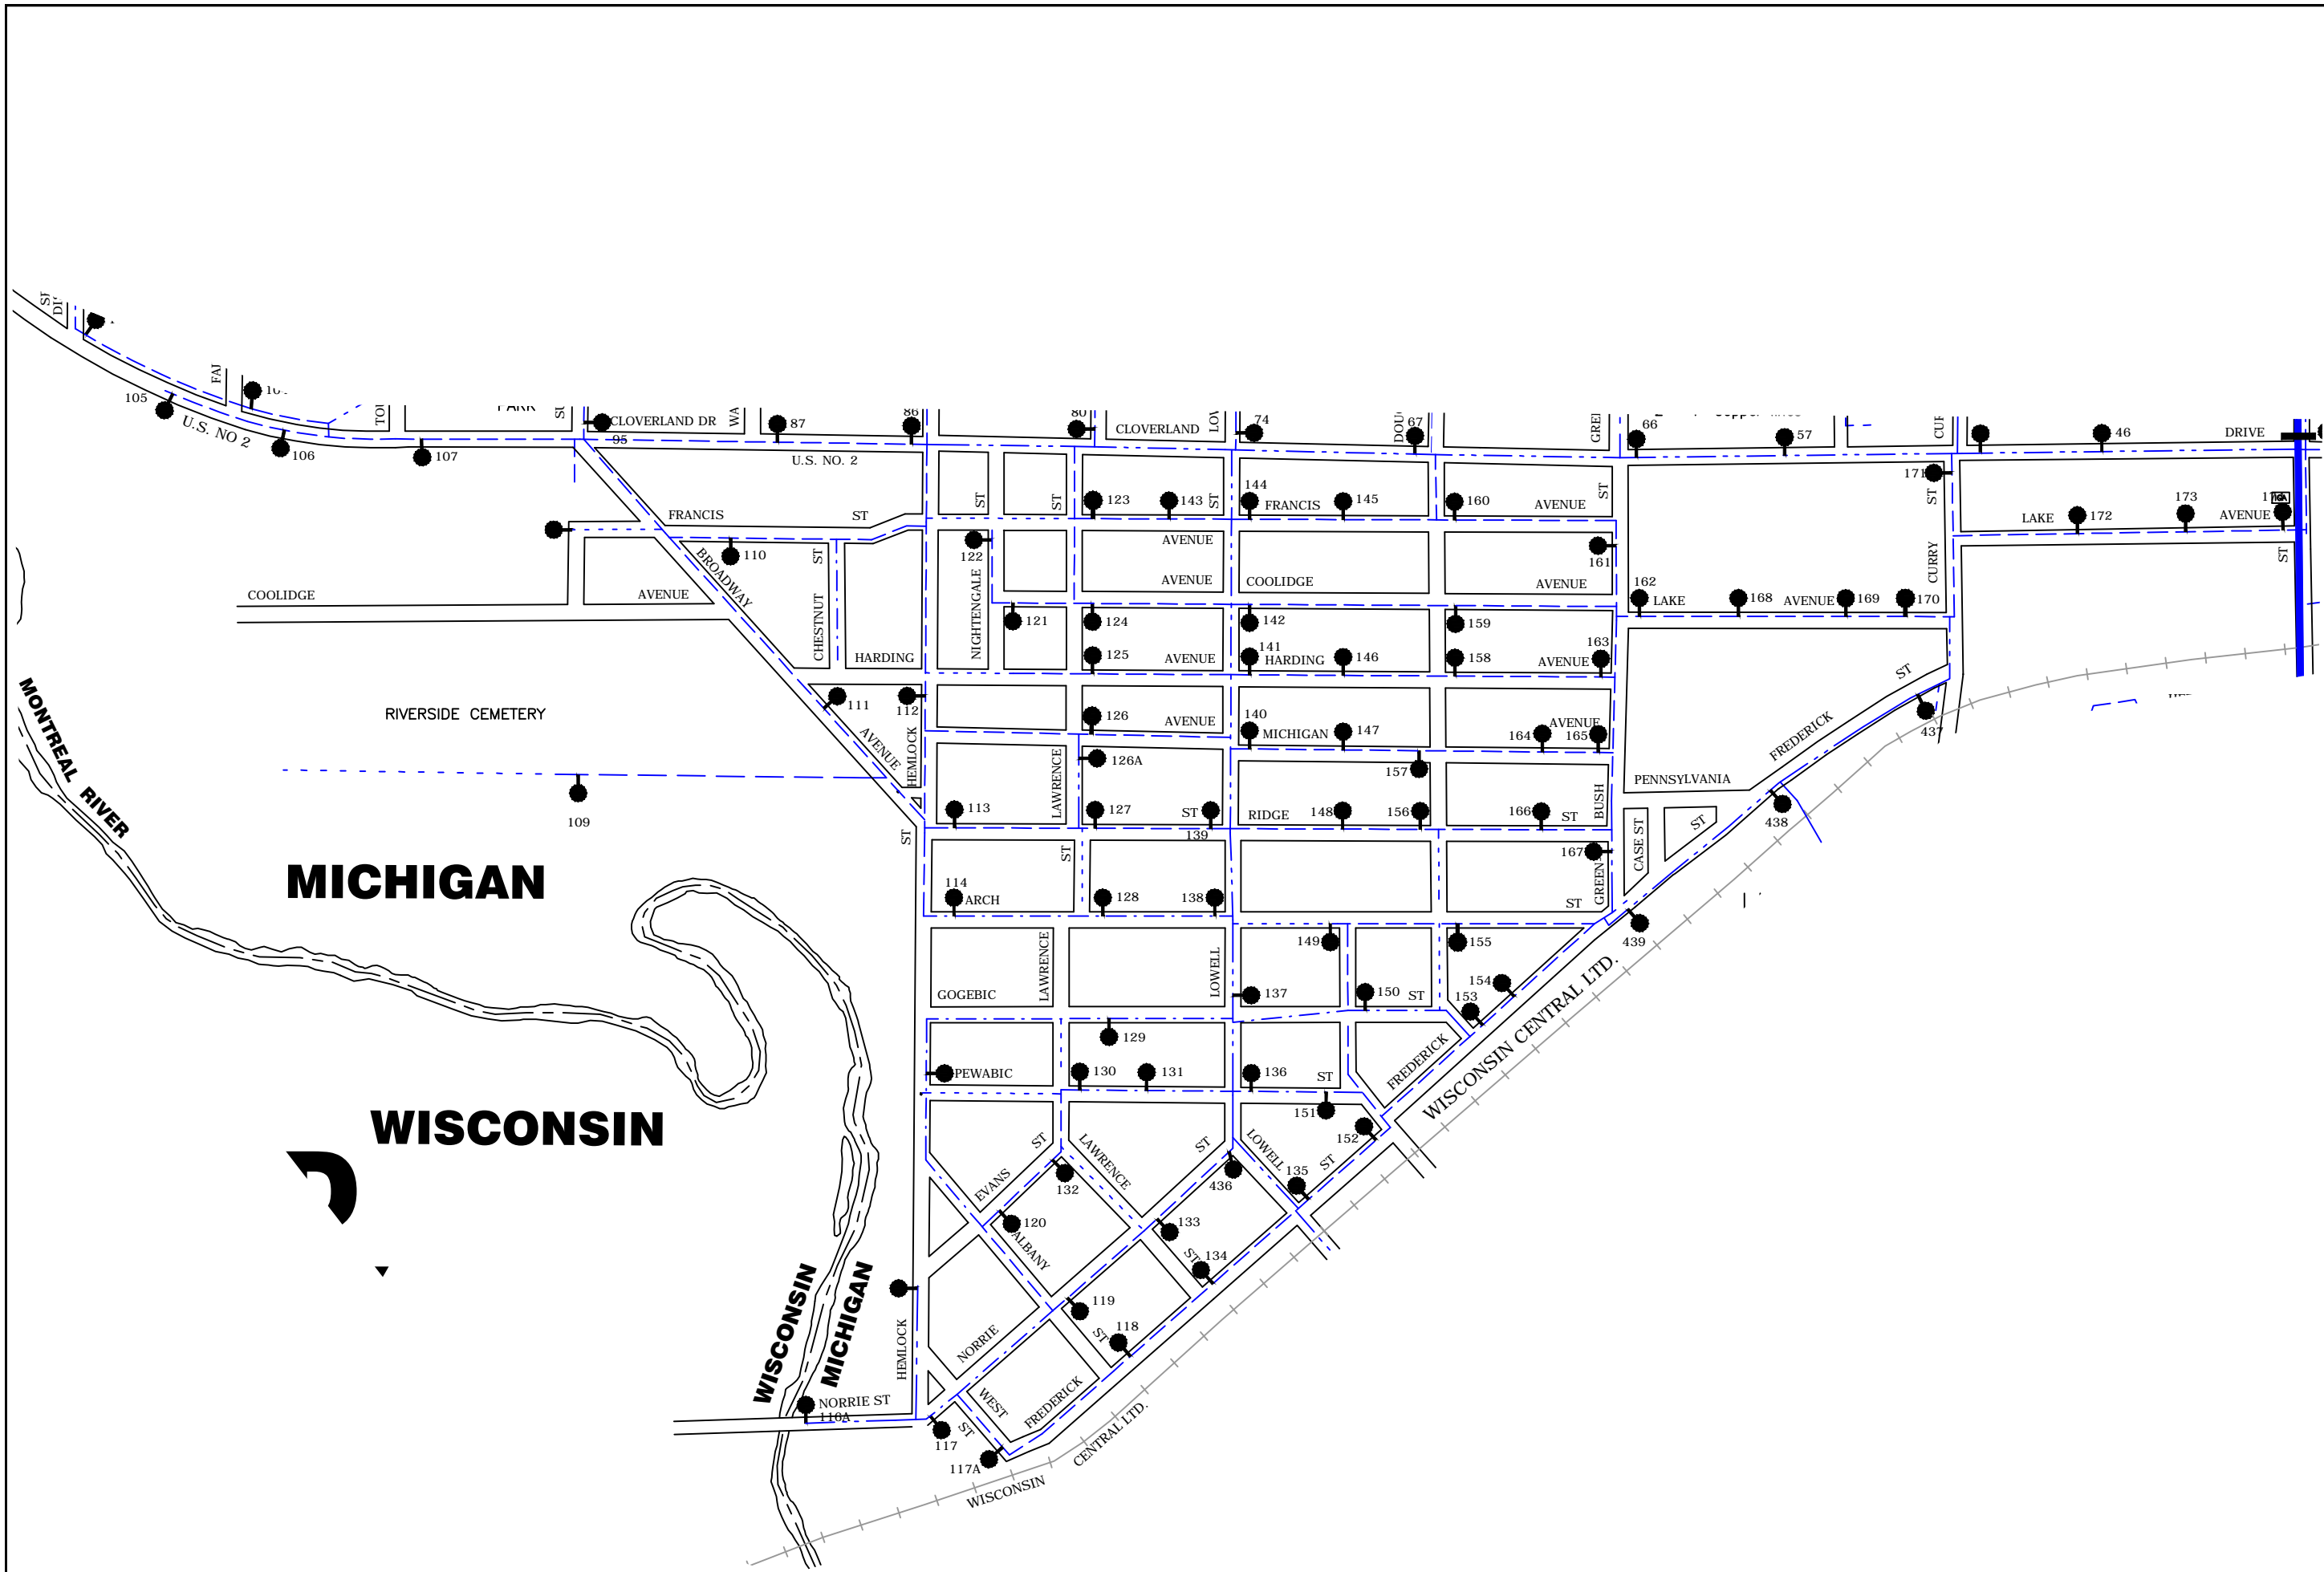 105
U.S. NO 2
106
107
CLOVERLAND DR
95
87
86
U.S. NO. 2
80
CLOVERLAND
74
67
66
57
46
DRIVE
FRANCIS
ST
ST
ST
123
143
ST
144
FRANCIS
145
160
AVENUE
ST
171
ST
LAKE
172
173
AVENUE
110
BROADWAY
ST
122
AVENUE
161
CURRY
ST
COOLIDGE
AVENUE
CHESTNUT
NIGHTENGALE
AVENUE
COOLIDGE
AVENUE
162
LAKE
168
AVENUE
169
170
121
124
142
159
HARDING
125
AVENUE
141
HARDING
146
158
AVENUE
163
MONTREAL RIVER
RIVERSIDE CEMETERY
111
112
AVENUE
HEMLOCK
ST
126
AVENUE
140
MICHIGAN
147
164
AVENUE
165
ST
FREDERICK
437
LAWRENCE
126A
157
PENNSYLVANIA
109
113
127
ST
139
RIDGE
148
156
166
ST
BUSH
CASE ST
ST
438
MICHIGAN
ST
114
ARCH
128
138
167
GREEN
ST
439
GOGEBIC
LAWRENCE
LOWELL
149
137
150
ST
155
154
153
WISCONSIN CENTRAL LTD.
129
PEWABIC
130
131
136
ST
FREDERICK
WISCONSIN
151
152
EVANS
ST
LAWRENCE
ST
LOWELL
ST
132
436
135
120
ALBANY
133
ST
134
119
ST
118
WISCONSIN
MICHIGAN
HEMLOCK
NORRIE
NORRIE ST
WEST
ST
FREDERICK
117
117A
WISCONSIN
CENTRAL LTD.